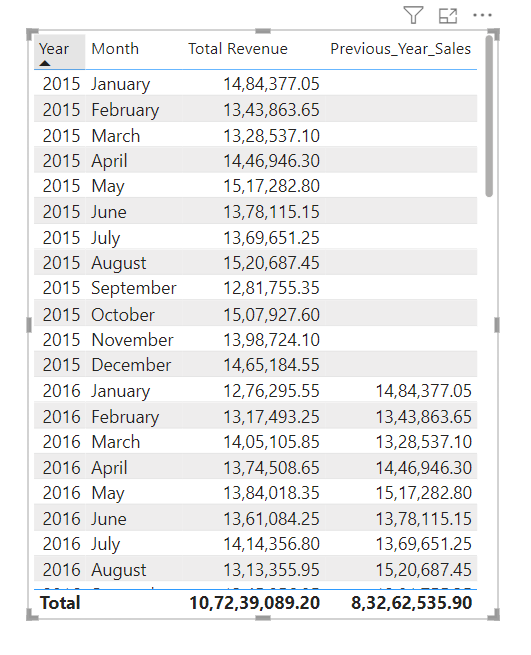 Year Month Total Revenue Previous_Year_Sales
2015 January 14,84,377.05
2015 February 13,43,863.65
2015 March 13,28,537.10
2015 April 14,46,946.30
2015 May 15,17,282.80
2015 June 13,78,115.15
2015 July 13,69,651.25
2015 August 15,20,687.45
2015 September 12,81,755.35
2015 October 15,07,927.60
2015 November 13,98,724.10
2015 December 14,65,184.55
2016 January 12,76,295.55 14,84,377.05
2016 February 13,17,493.25 13,43,863.65
2016 March 14,05,105.85 13,28,537.10
2016 April 13,74,508.65 14,46,946.30
2016 May 13,84,018.35 15,17,282.80
2016 June 13,61,084.25 13,78,115.15
2016 July 14,14,356.80 13,69,651.25
2016 August 13,13,355.95 15,20,687.45
Total 10,72,39,089.20 8,32,62,535.90